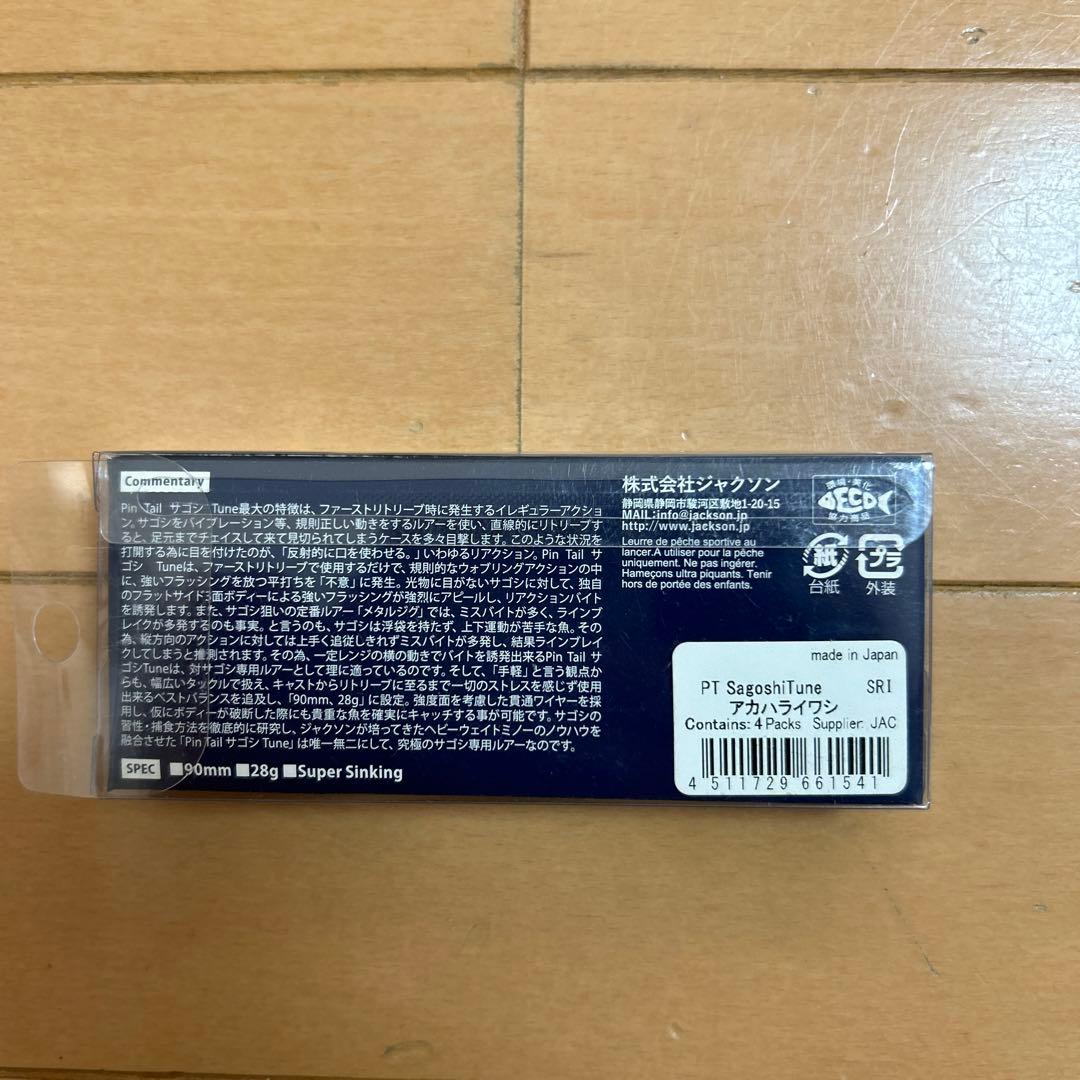 Commentary
Pin Tail サゴシ Tune最大の特徴は、ファーストリトリーブ時に発生するイレギュラーアクショ
ン。サゴシをバイブレーション等、規則正しい動きをするルアーを使い、直線的にリトリーブす
ると、足元までチェイスして来て見切られてしまうケースを多々目撃します。このような状況を
打開する為に目を付けたのが、「反射的に口を使わせる。」いわゆるリアクション。Pin Tail サ
ゴシ Tuneは、ファーストリトリーブで使用するだけで、規則的なウォブリングアクションの中
に、強いフラッシングを放つ平打ちを「不意」に発生。光物に目がないサゴシに対して、独自
のフラットサイド3面ボディーによる強いフラッシングが強烈にアピールし、リアクションバイト
を誘発します。また、サゴシ狙いの定番ルアー「メタルジグ」では、ミスバイトが多く、ラインブ
レイクが多発するのも事実。と言うのも、サゴシは浮袋を持たず、上下運動が苦手な魚。その
為、縦方向のアクションに対しては上手く追従しきれずミスバイトが多発し、結果ラインブレイ
クしてしまうと推測されます。その為、一定レンジの横の動きでバイトを誘発出来るPin Tail サ
ゴシTuneは、対サゴシ専用ルアーとして理に適っているのです。そして、「手軽」と言う観点か
らも、幅広いタックルで扱え、キャストからリトリーブに至るまで一切のストレスを感じず使用
出来るベストバランスを追及し、「90mm、28g」に設定。強度面を考慮した貫通ワイヤーを採
用し、仮にボディーが破断した際にも貴重な魚を確実にキャッチする事が可能です。サゴシの
習性・捕食方法を徹底的に研究し、ジャクソンが培ってきたヘビーウェイトミノーのノウハウを
融合させた「Pin Tail サゴシ Tune」は唯一無二にして、究極のサゴシ専用ルアーなのです。
SPEC ■90mm ■28g ■Super Sinking
株式会社ジャクソン
静岡県静岡市駿河区敷地1-20-15
MAIL:info@jackson.jp
http://www.jackson.jp
Leurre de pêche sportive au
lancer.A utiliser pour la pêche
uniquement. Ne pas ingérer.
Hameçons ultra piquants. Tenir
hors de portée des enfants.
環境・美化
ECO
協力商品
紙
台紙
プラ
外装
made in Japan
PT SagoshiTune SRI
アカハライワシ
Contains: 4 Packs Supplier: JAC
4 511729 661541